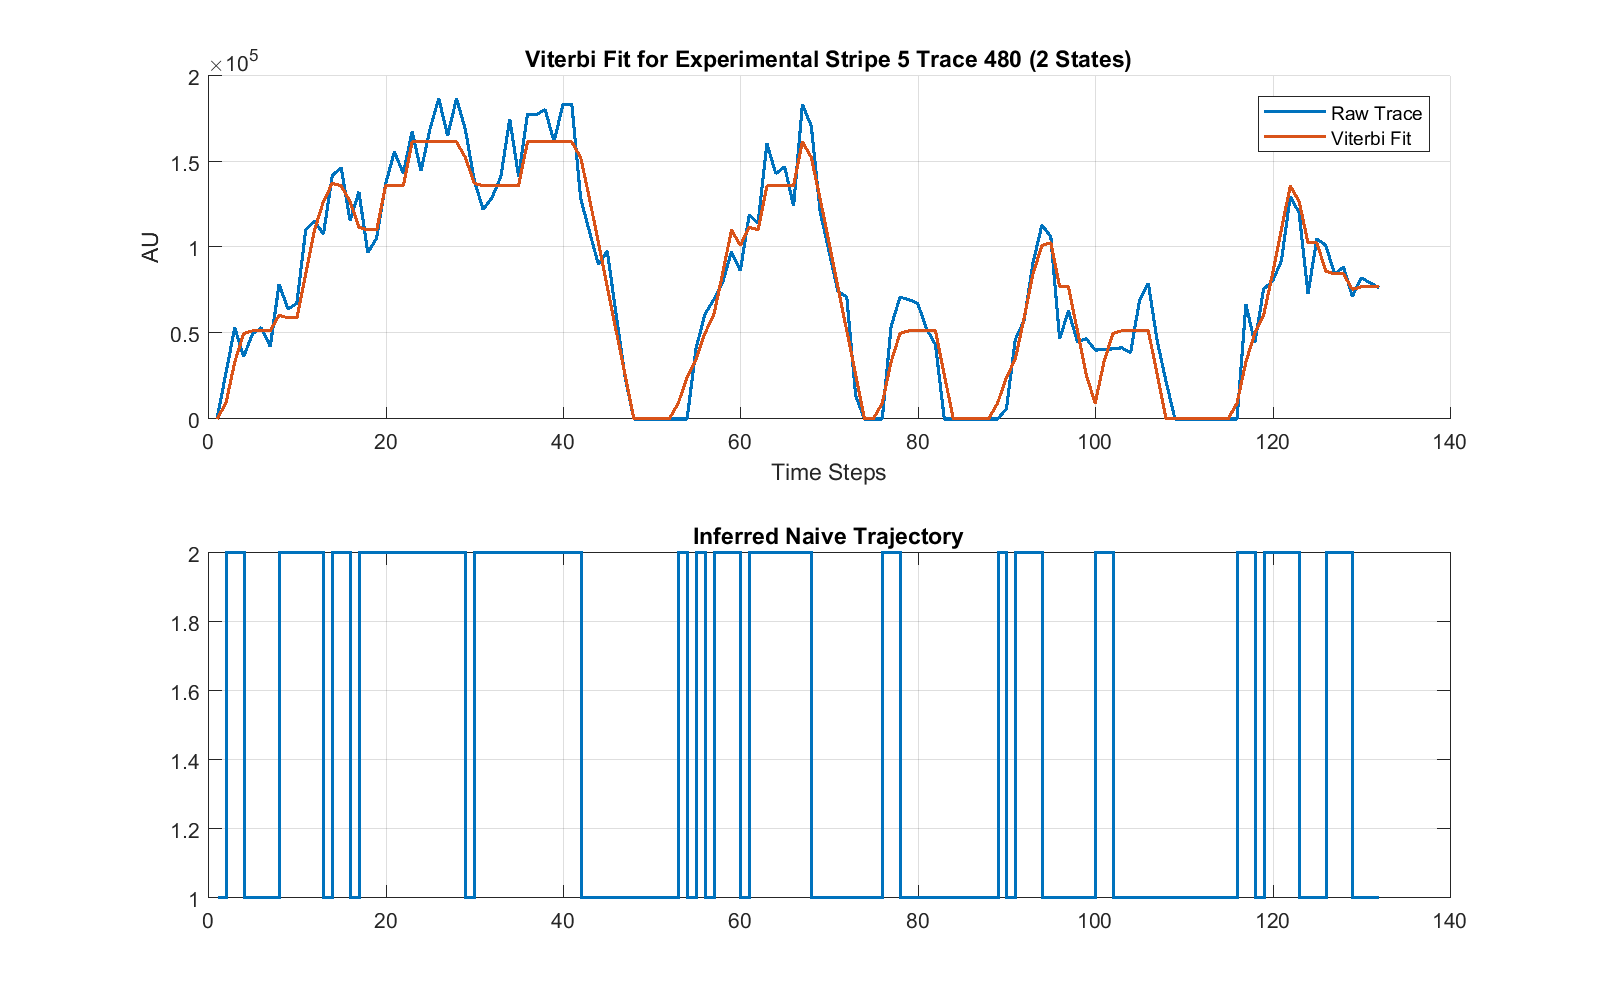 Viterbi Fit for Experimental Stripe 5 Trace 480 (2 States)
×10^5
2
1.5
1
0.5
0
AU
Raw Trace
Viterbi Fit
0 20 40 60 80 100 120 140
Time Steps
Inferred Naive Trajectory
2
1.8
1.6
1.4
1.2
1
0 20 40 60 80 100 120 140